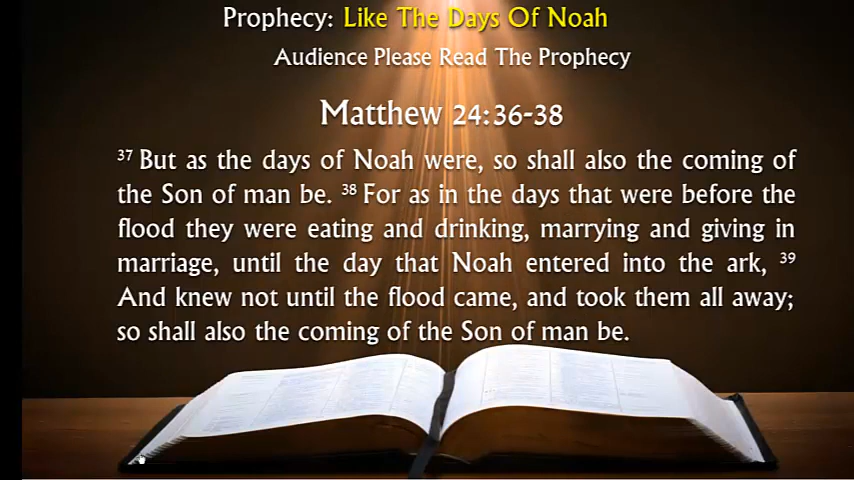 Prophecy: Like The Days Of Noah
Audience Please Read The Prophecy
Matthew 24:36-38
37 But as the days of Noah were, so shall also the coming of
the Son of man be. 38 For as in the days that were before the
flood they were eating and drinking, marrying and giving in
marriage, until the day that Noah entered into the ark, 39
And knew not until the flood came, and took them all away;
so shall also the coming of the Son of man be.